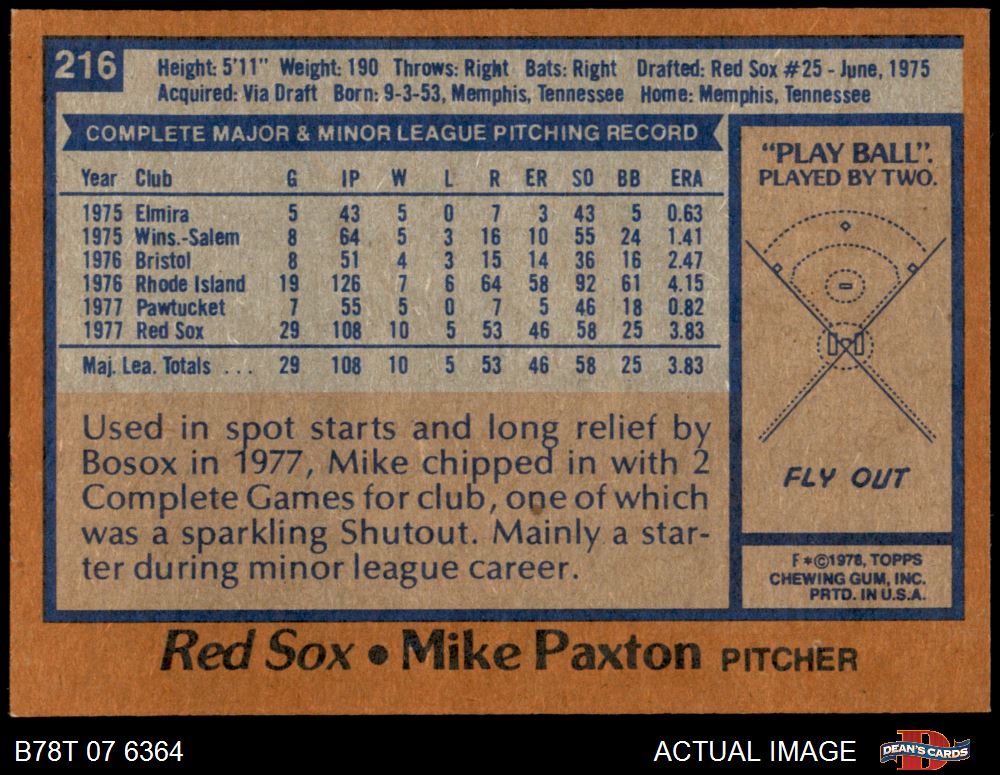 216
Height: 5'11" Weight: 190 Throws: Right Bats: Right Drafted: Red Sox #25 - June, 1975
Acquired: Via Draft Born: 9-3-53, Memphis, Tennessee Home: Memphis, Tennessee
COMPLETE MAJOR & MINOR LEAGUE PITCHING RECORD
Year Club G IP W L R ER SO BB ERA
1975 Elmira 5 43 5 0 7 3 43 5 0.63
1975 Wins.-Salem 8 64 5 3 16 10 55 24 1.41
1976 Bristol 8 51 4 3 15 14 36 16 2.47
1976 Rhode Island 19 126 7 6 64 58 92 61 4.15
1977 Pawtucket 7 55 5 0 7 5 46 18 0.82
1977 Red Sox 29 108 10 5 53 46 58 25 3.83
Maj. Lea. Totals ... 29 108 10 5 53 46 58 25 3.83
Used in spot starts and long relief by
Bosox in 1977, Mike chipped in with 2
Complete Games for club, one of which
was a sparkling Shutout. Mainly a star-
ter during minor league career.
"PLAY BALL".
PLAYED BY TWO.
FLY OUT
F*©1978, TOPPS
CHEWING GUM, INC.
PRTD. IN U.S.A.
Red Sox • Mike Paxton PITCHER
B78T 07 6364
ACTUAL IMAGE
D
DEAN'S CARDS